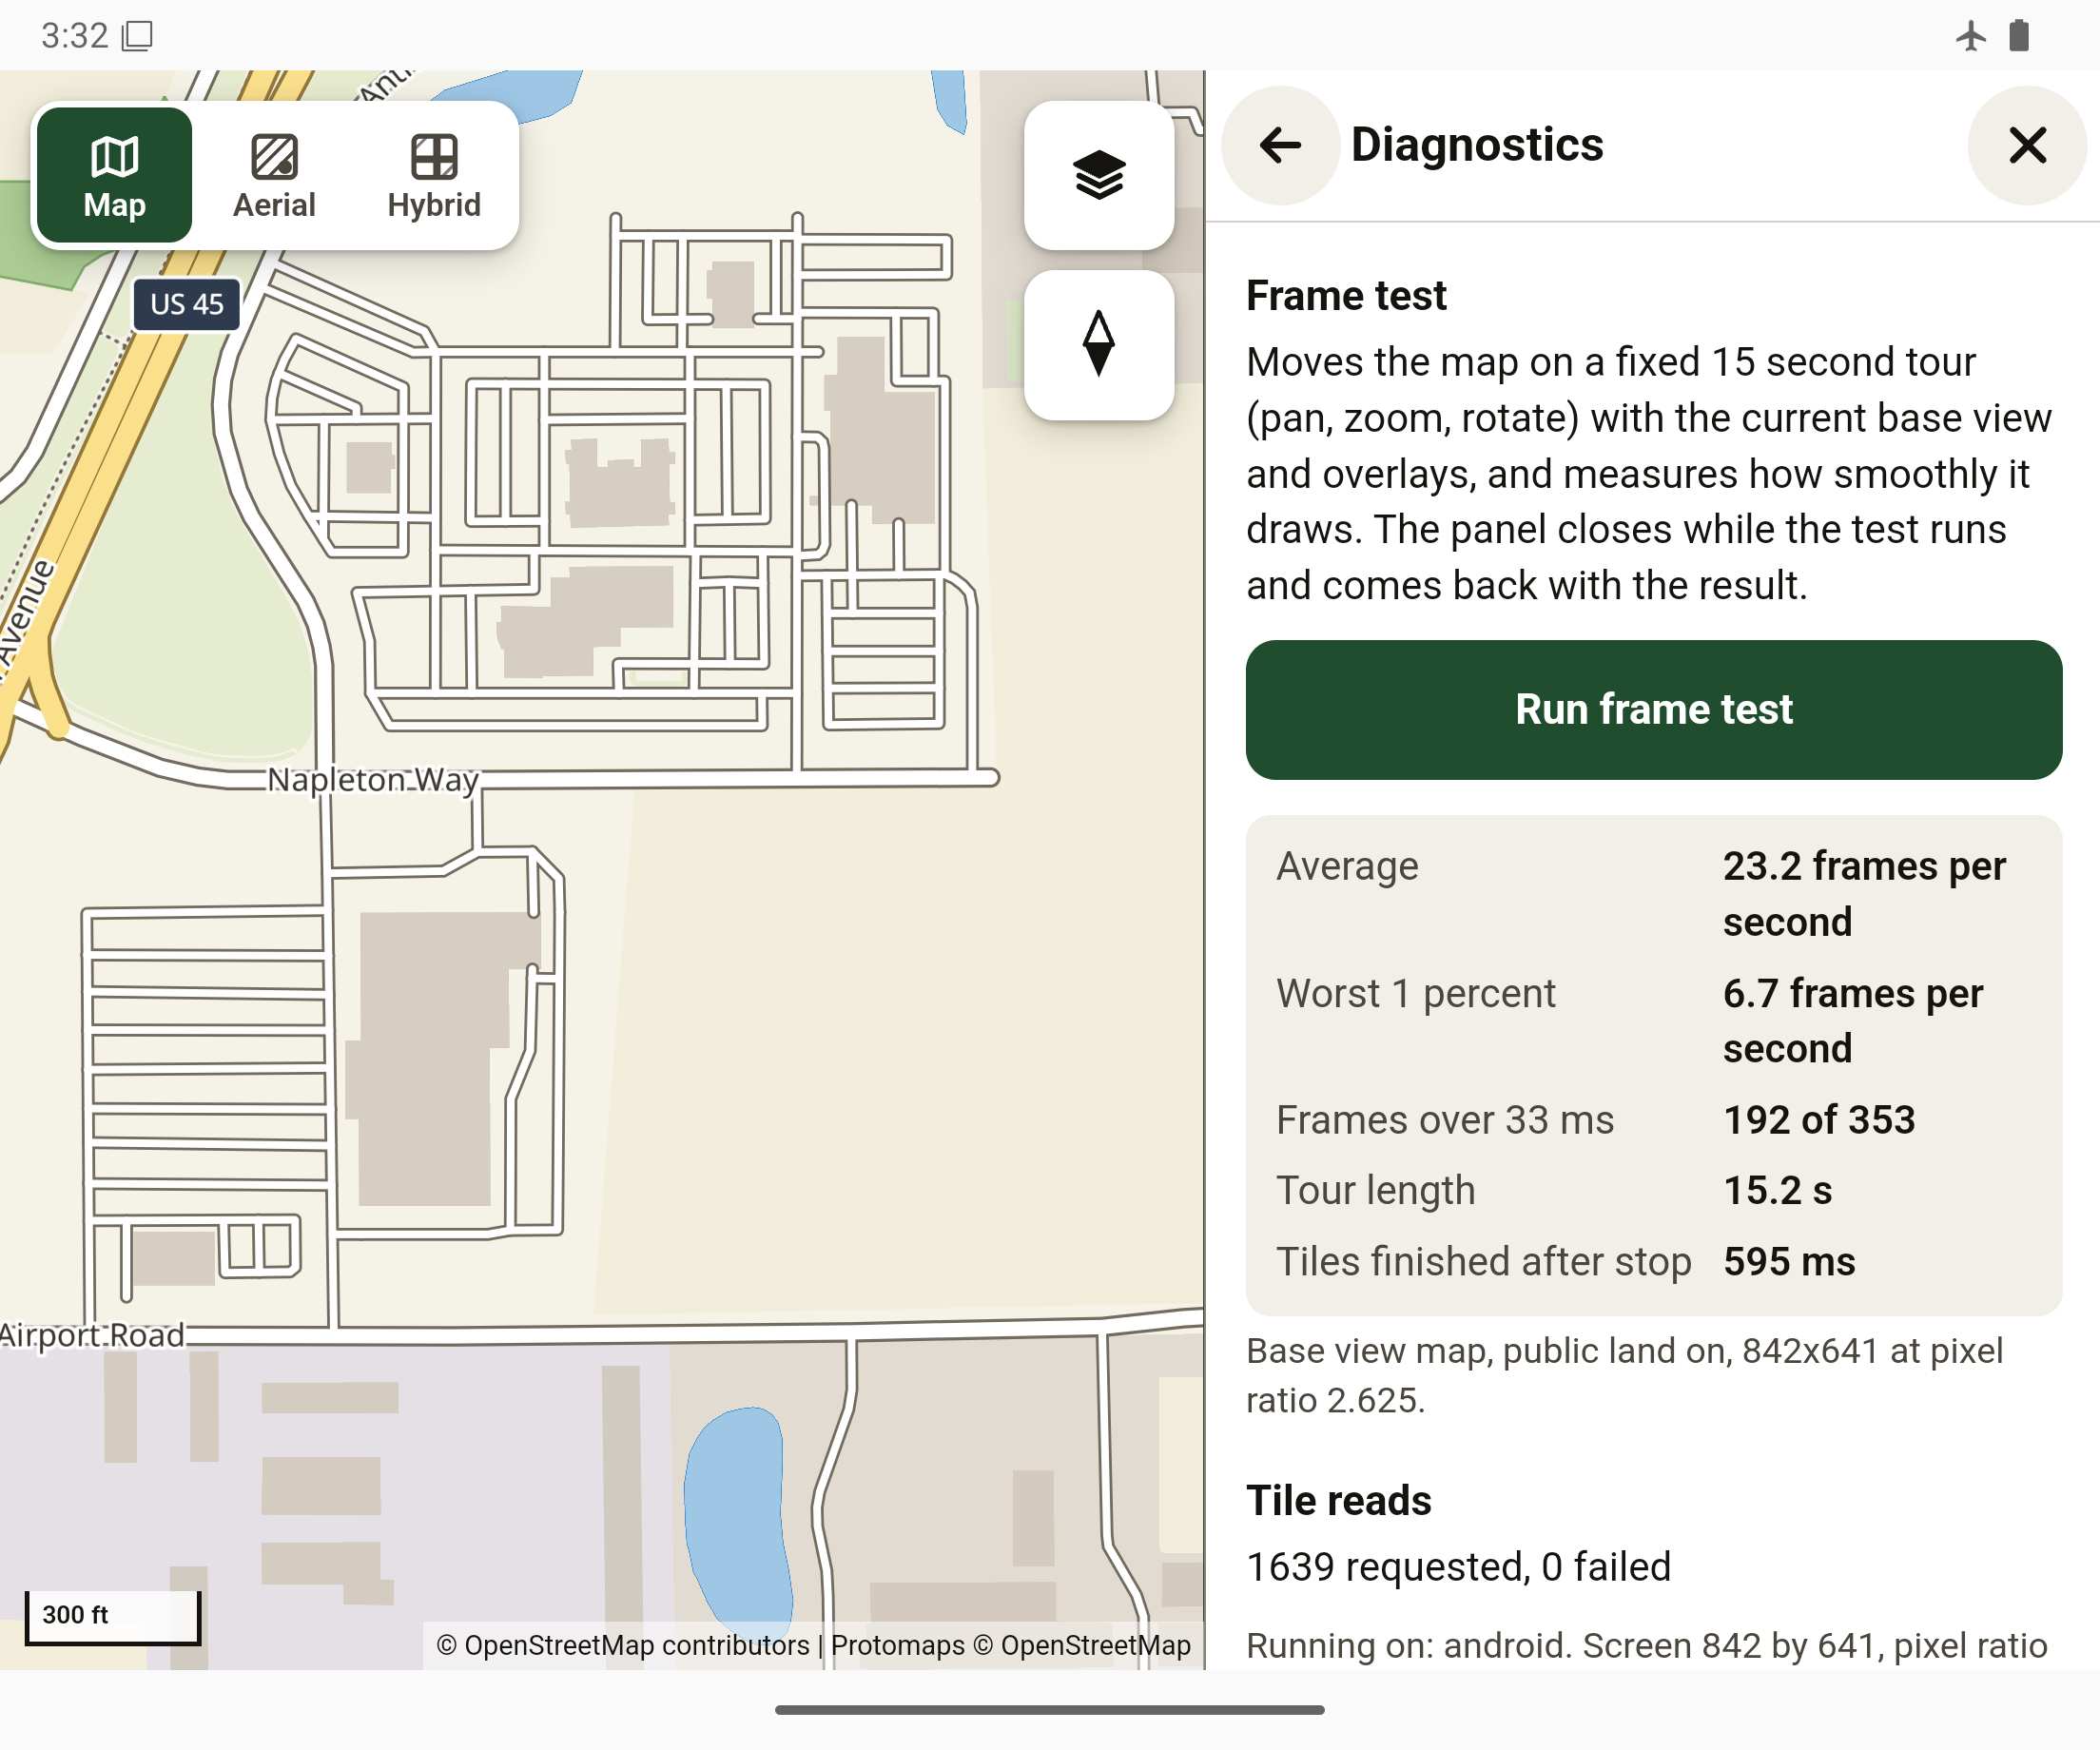 3:32
Map
Aerial
Hybrid
US 45
Avenue
Napleton Way
Airport Road
300 ft
© OpenStreetMap contributors | Protomaps © OpenStreetMap
Diagnostics
Frame test
Moves the map on a fixed 15 second tour
(pan, zoom, rotate) with the current base view
and overlays, and measures how smoothly it
draws. The panel closes while the test runs
and comes back with the result.
Run frame test
Average 23.2 frames per
second
Worst 1 percent 6.7 frames per
second
Frames over 33 ms 192 of 353
Tour length 15.2 s
Tiles finished after stop 595 ms
Base view map, public land on, 842x641 at pixel
ratio 2.625.
Tile reads
1639 requested, 0 failed
Running on: android. Screen 842 by 641, pixel ratio